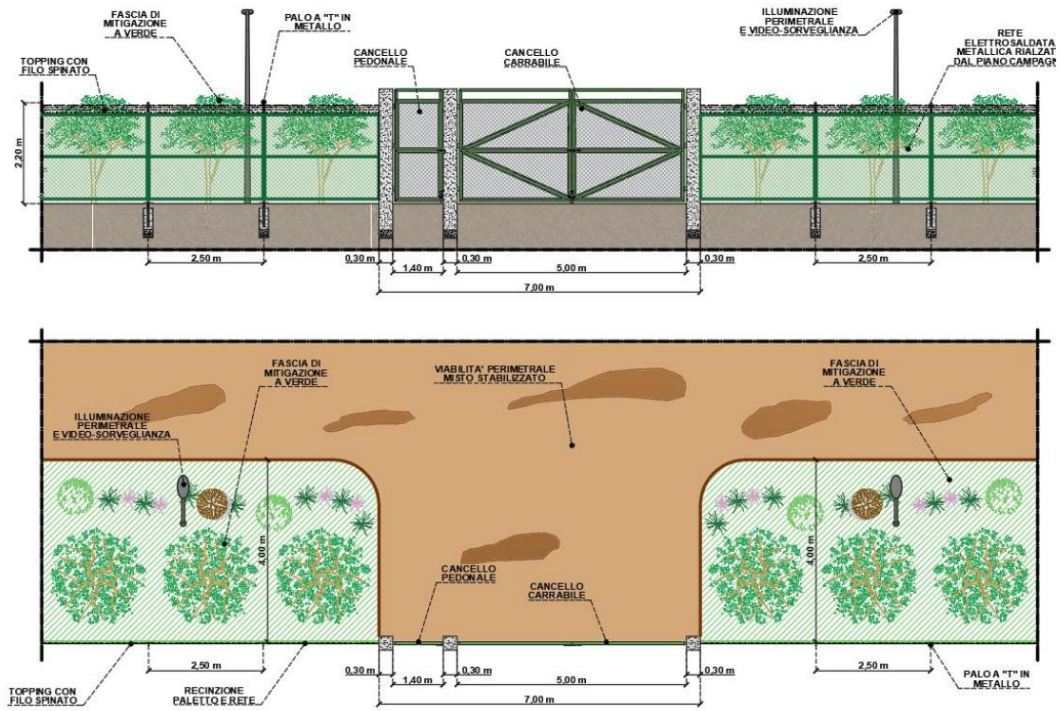 FASCIA DI
MITIGAZIONE
A VERDE
PALO A "T" IN
METALLO
ILLUMINAZIONE
PERIMETRALE
E VIDEO-SORVEGLIANZA
TOPPING CON
FILO SPINATO
CANCELLO
PEDONALE
CANCELLO
CARRABILE
RETE
ELETTROSALDATA
METALLICA RIALZAT
DAL PIANO CAMPAGN
2,20 m
2,50 m
0,30 m
1,40 m
0,30 m
5,00 m
0,30 m
2,50 m
7,00 m
FASCIA DI
MITIGAZIONE
A VERDE
VIABILITA' PERIMETRALE
MISTO STABILIZZATO
FASCIA DI
MITIGAZIONE
A VERDE
ILLUMINAZIONE
PERIMETRALE
E VIDEO-SORVEGLIANZA
4,00 m
4,00 m
CANCELLO
PEDONALE
CANCELLO
CARRABILE
2,50 m
0,30 m
1,40 m
0,30 m
5,00 m
0,30 m
2,50 m
7,00 m
TOPPING CON
FILO SPINATO
RECINZIONE
PALETTO E RETE
PALO A "T" IN
METALLO